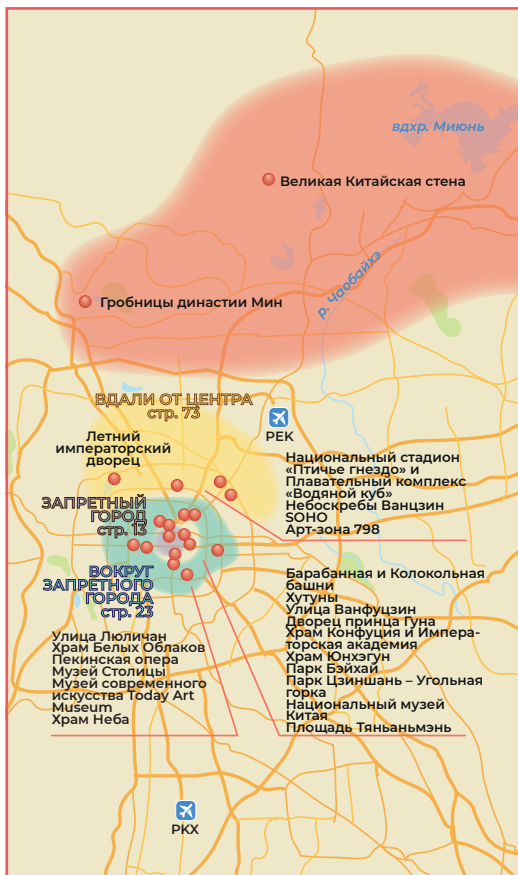 вдхр. Миюнь
Великая Китайская стена
р. Чаобайхэ
Гробницы династии Мин
ВДАЛИ ОТ ЦЕНТРА
стр. 73
PEK
Летний
императорский
дворец
Национальный стадион
«Птичье гнездо» и
Плавательный комплекс
«Водяной куб»
Небоскребы Ванцзин
SOHO
Арт-зона 798
ЗАПРЕТНЫЙ
ГОРОД
стр. 13
ВОКРУГ
ЗАПРЕТНОГО
ГОРОДА
стр. 23
Барабанная и Колокольная
башни
Хутуны
Улица Ванфуцзин
Дворец принца Гуна
Храм Конфуция и Импера-
торская академия
Храм Юнхэгун
Парк Бэйхай
Парк Цзиншань – Угольная
горка
Национальный музей
Китая
Площадь Тяньаньмэнь
Улица Люличан
Храм Белых Облаков
Пекинская опера
Музей Столицы
Музей современного
искусства Today Art
Museum
Храм Неба
PKX